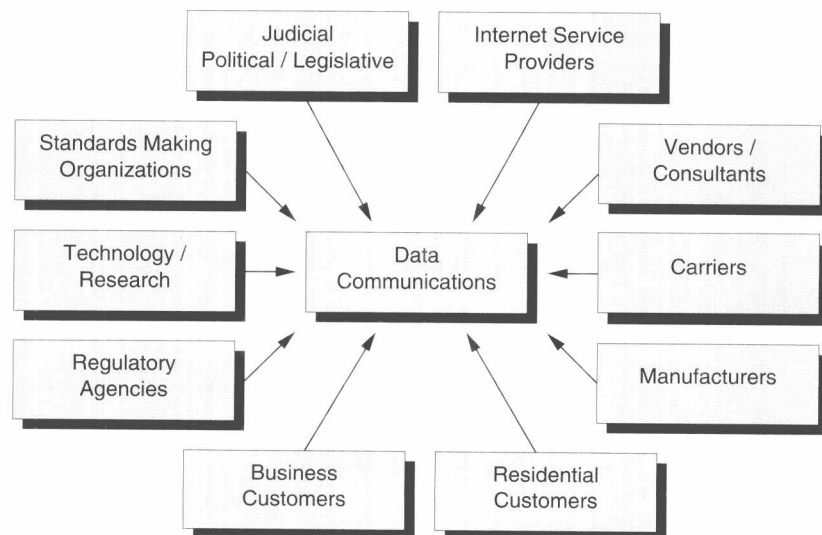 Judicial
Political / Legislative
Internet Service
Providers
Standards Making
Organizations
Vendors /
Consultants
Technology /
Research
Data
Communications
Carriers
Regulatory
Agencies
Manufacturers
Business
Customers
Residential
Customers